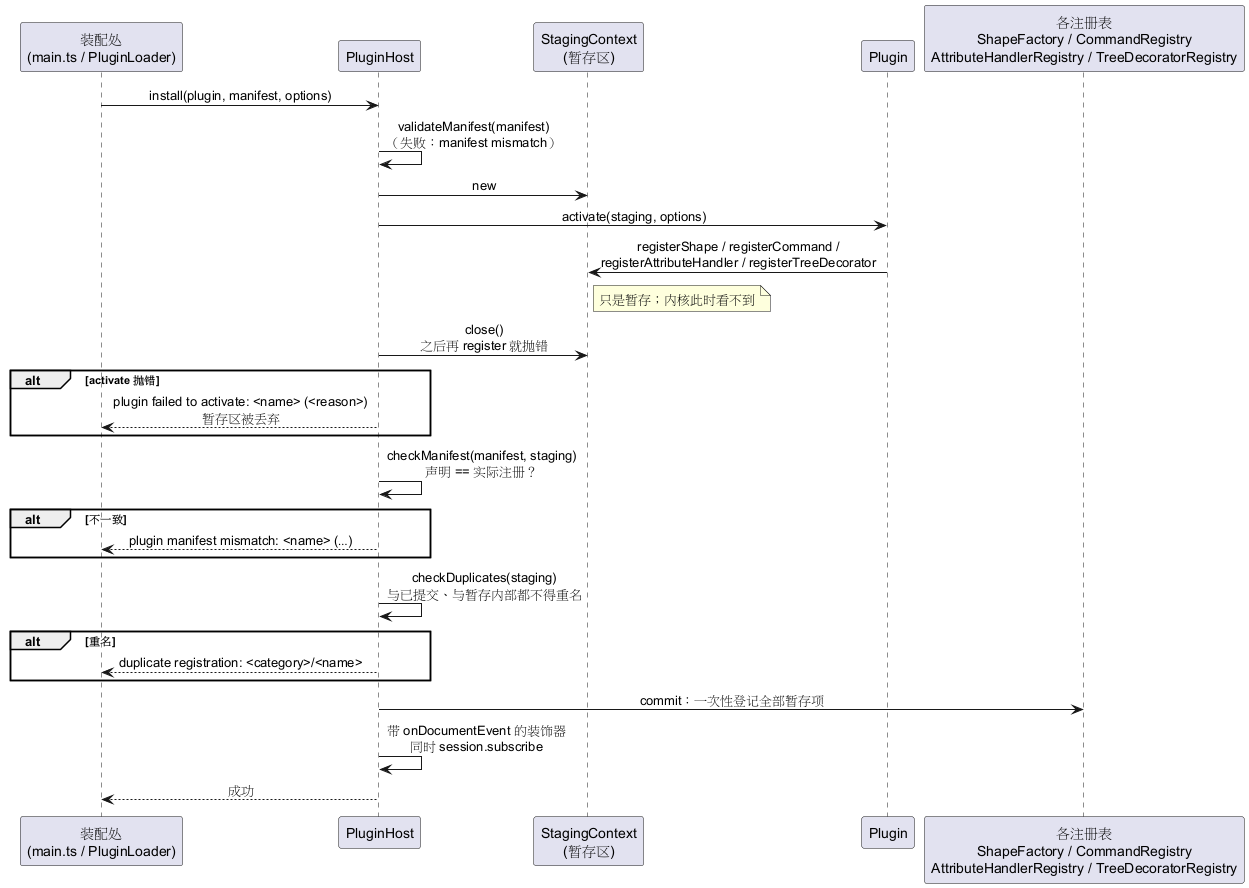 装配处
(main.ts / PluginLoader)
PluginHost
StagingContext
(暂存区)
Plugin
各注册表
ShapeFactory / CommandRegistry
AttributeHandlerRegistry / TreeDecoratorRegistry
install(plugin, manifest, options)
validateManifest(manifest)
（失败：manifest mismatch）
new
activate(staging, options)
registerShape / registerCommand /
registerAttributeHandler / registerTreeDecorator
只是暂存；内核此时看不到
close()
之后再 register 就抛错
alt [activate 抛错]
plugin failed to activate: <name> (<reason>)
暂存区被丢弃
checkManifest(manifest, staging)
声明 == 实际注册？
alt [不一致]
plugin manifest mismatch: <name> (...)
checkDuplicates(staging)
与已提交、与暂存内部都不得重名
alt [重名]
duplicate registration: <category>/<name>
commit：一次性登记全部暂存项
带 onDocumentEvent 的装饰器
同时 session.subscribe
成功
装配处
(main.ts / PluginLoader)
PluginHost
StagingContext
(暂存区)
Plugin
各注册表
ShapeFactory / CommandRegistry
AttributeHandlerRegistry / TreeDecoratorRegistry